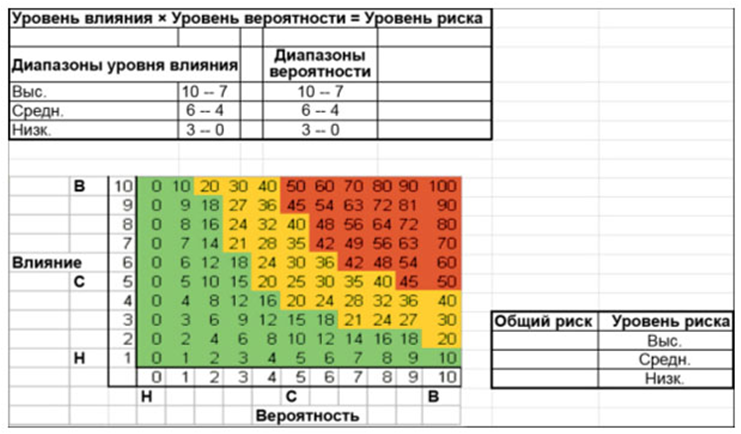 Уровень влияния × Уровень вероятности = Уровень риска
Диапазоны уровня влияния
Диапазоны вероятности
Выс. 10 -- 7 10 -- 7
Средн. 6 -- 4 6 -- 4
Низк. 3 -- 0 3 -- 0
В 10 0 10 20 30 40 50 60 70 80 90 100
9 0 9 18 27 36 45 54 63 72 81 90
8 0 8 16 24 32 40 48 56 64 72 80
7 0 7 14 21 28 35 42 49 56 63 70
Влияние 6 0 6 12 18 24 30 36 42 48 54 60
С 5 0 5 10 15 20 25 30 35 40 45 50
4 0 4 8 12 16 20 24 28 32 36 40
3 0 3 6 9 12 15 18 21 24 27 30
2 0 2 4 6 8 10 12 14 16 18 20
Н 1 0 1 2 3 4 5 6 7 8 9 10
0 1 2 3 4 5 6 7 8 9 10
Н С В
Вероятность
Общий риск Уровень риска
Выс.
Средн.
Низк.